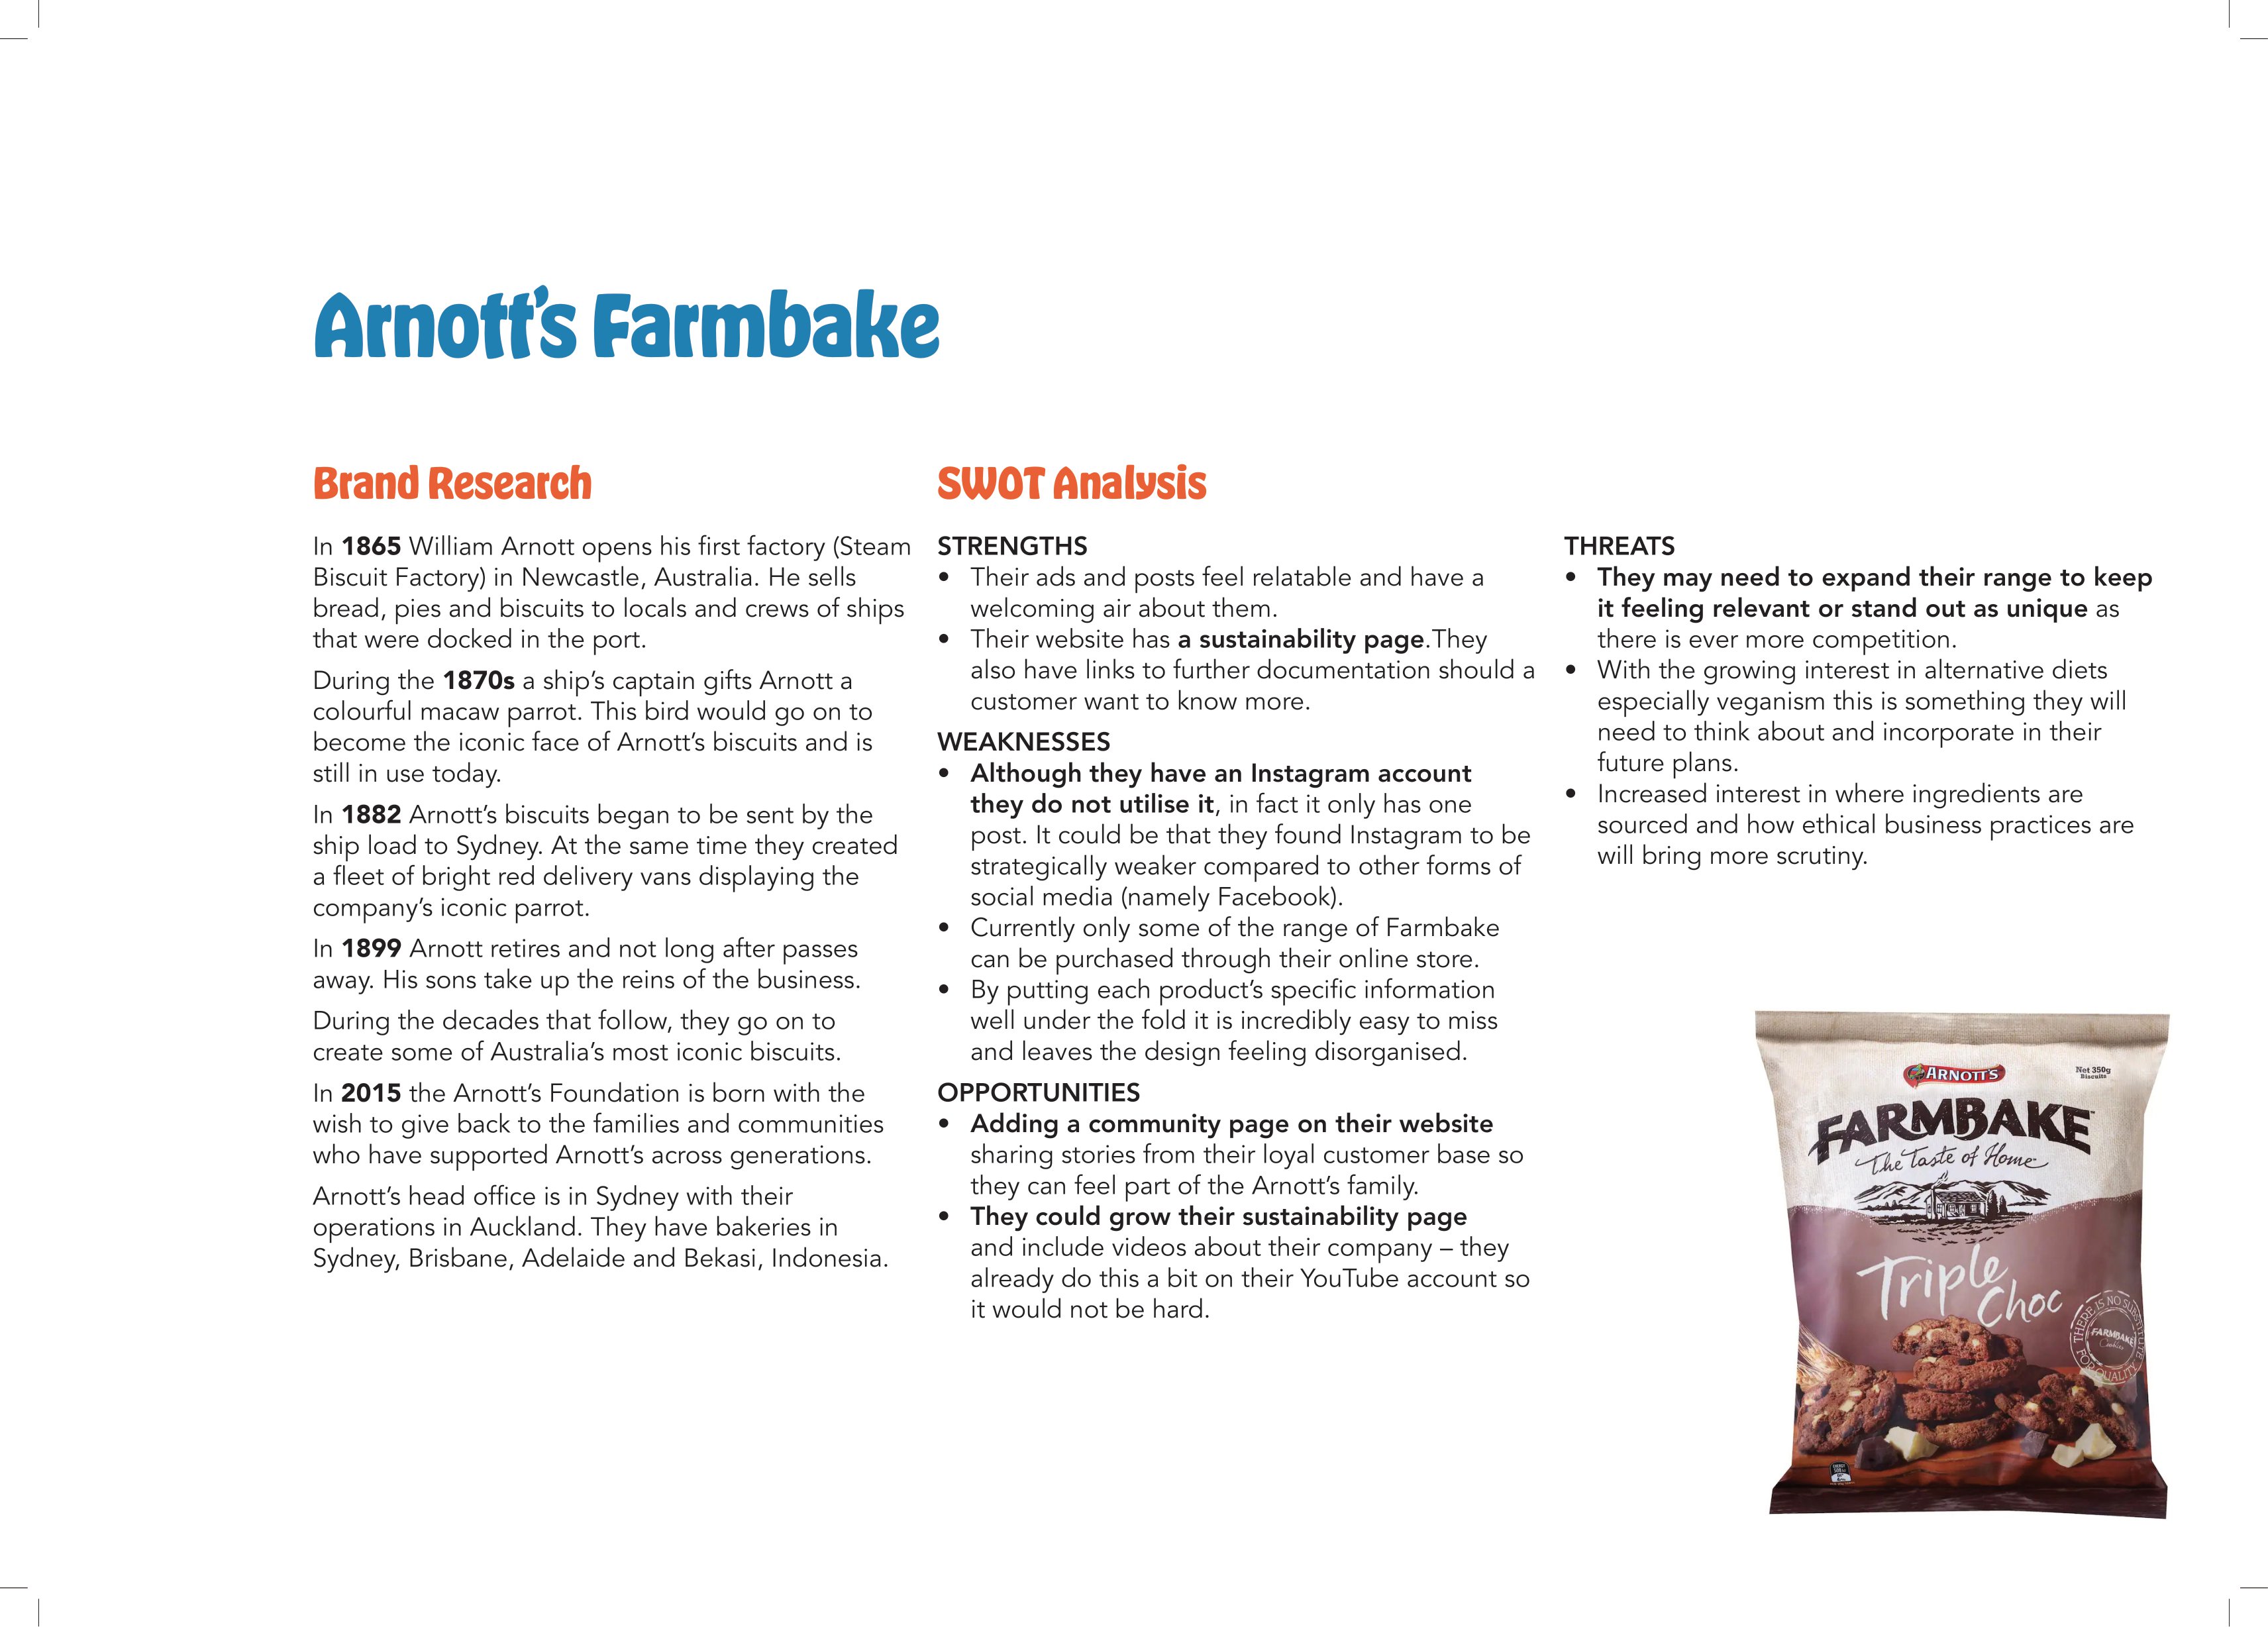 Arnott's Farmbake
Brand Research
In 1865 William Arnott opens his first factory (Steam
Biscuit Factory) in Newcastle, Australia. He sells
bread, pies and biscuits to locals and crews of ships
that were docked in the port.
During the 1870s a ship's captain gifts Arnott a
colourful macaw parrot. This bird would go on to
become the iconic face of Arnott's biscuits and is
still in use today.
In 1882 Arnott's biscuits began to be sent by the
ship load to Sydney. At the same time they created
a fleet of bright red delivery vans displaying the
company's iconic parrot.
In 1899 Arnott retires and not long after passes
away. His sons take up the reins of the business.
During the decades that follow, they go on to
create some of Australia's most iconic biscuits.
In 2015 the Arnott's Foundation is born with the
wish to give back to the families and communities
who have supported Arnott's across generations.
Arnott's head office is in Sydney with their
operations in Auckland. They have bakeries in
Sydney, Brisbane, Adelaide and Bekasi, Indonesia.
SWOT Analysis
STRENGTHS
• Their ads and posts feel relatable and have a
welcoming air about them.
• Their website has a sustainability page.They
also have links to further documentation should a
customer want to know more.
WEAKNESSES
• Although they have an Instagram account
they do not utilise it, in fact it only has one
post. It could be that they found Instagram to be
strategically weaker compared to other forms of
social media (namely Facebook).
• Currently only some of the range of Farmbake
can be purchased through their online store.
• By putting each product's specific information
well under the fold it is incredibly easy to miss
and leaves the design feeling disorganised.
OPPORTUNITIES
• Adding a community page on their website
sharing stories from their loyal customer base so
they can feel part of the Arnott's family.
• They could grow their sustainability page
and include videos about their company – they
already do this a bit on their YouTube account so
it would not be hard.
THREATS
• They may need to expand their range to keep
it feeling relevant or stand out as unique as
there is ever more competition.
• With the growing interest in alternative diets
especially veganism this is something they will
need to think about and incorporate in their
future plans.
• Increased interest in where ingredients are
sourced and how ethical business practices are
will bring more scrutiny.
ARNOTT'S
Net 350g
Biscuits
FARMBAKE™
The Taste of Home
Triple
Choc
THERE IS NO SUBSTITUTE
FOR QUALITY
FARMBAKE
Cookies